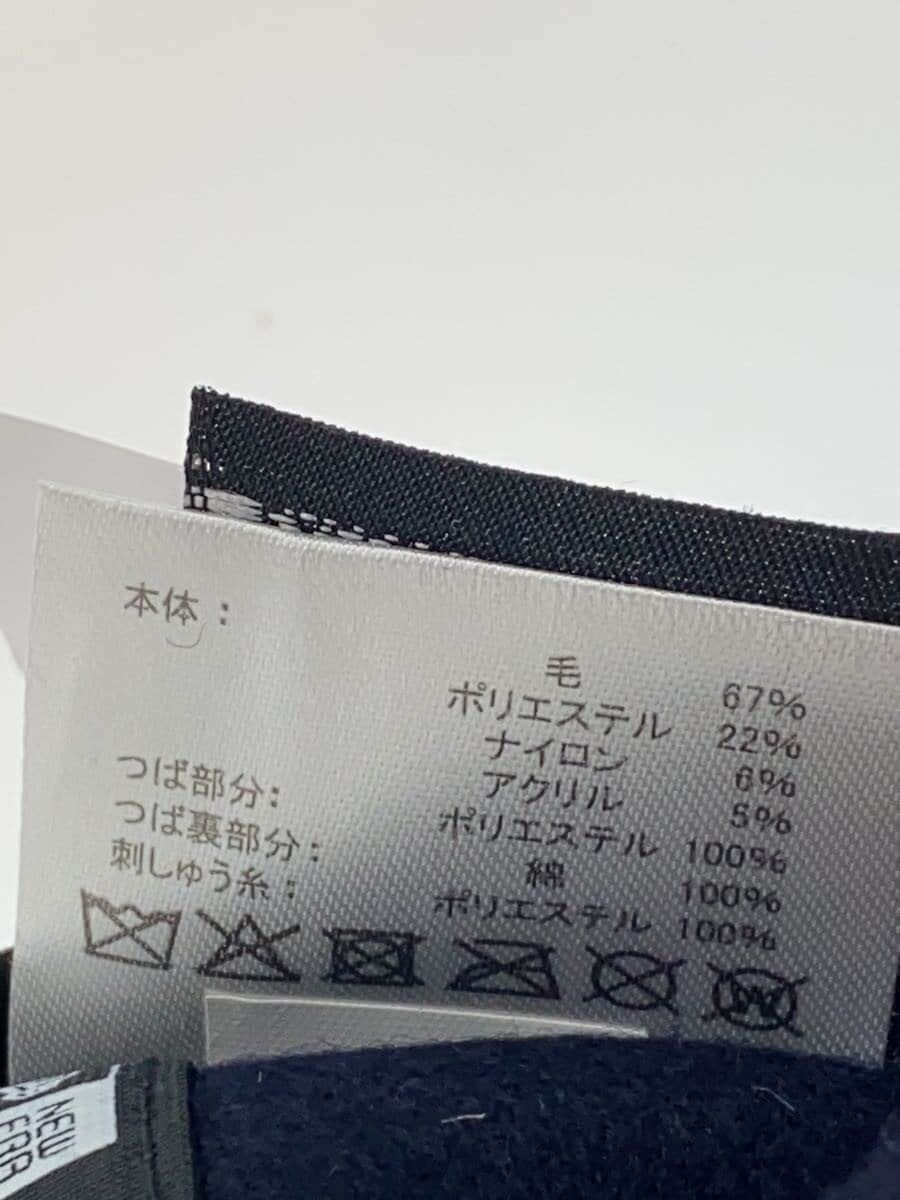 本体：
毛 67%
ポリエステル 22%
ナイロン 6%
アクリル 5%
つば部分： ポリエステル 100%
つば裏部分： 綿 100%
刺しゅう糸： ポリエステル 100%
W
NEW
ERA